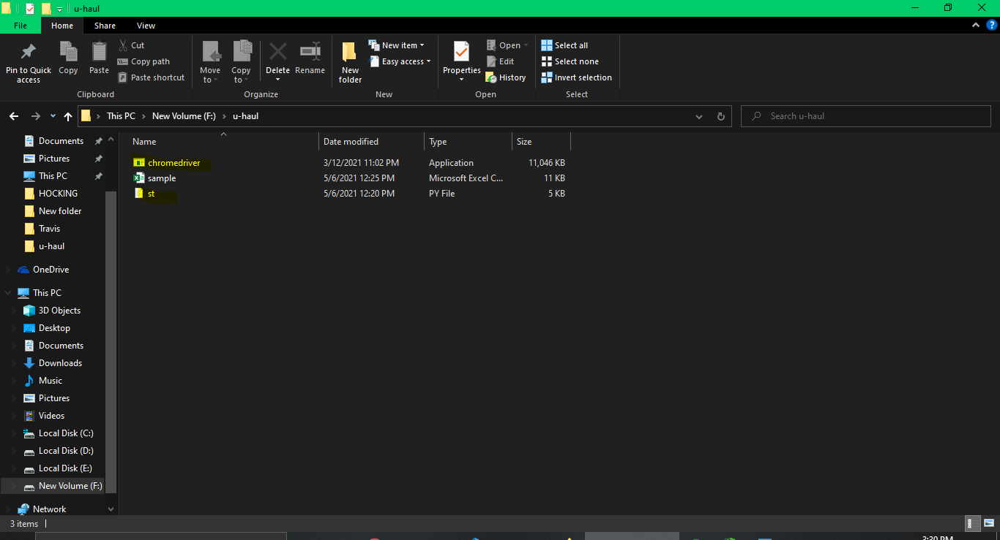 u-haul
File Home Share View
Pin to Quick access
Copy
Paste
Cut
Copy path
Paste shortcut
Clipboard
Move to
Copy to
Delete
Rename
Organize
New folder
New item
Easy access
New
Properties
Open
Edit
History
Open
Select all
Select none
Invert selection
Select
This PC > New Volume (F:) > u-haul
Search u-haul
Documents
Pictures
This PC
HOCKING
New folder
Travis
u-haul
OneDrive
This PC
3D Objects
Desktop
Documents
Downloads
Music
Pictures
Videos
Local Disk (C:)
Local Disk (D:)
Local Disk (E:)
New Volume (F:)
Network
Name Date modified Type Size
chromedriver 3/12/2021 11:02 PM Application 11,046 KB
sample 5/6/2021 12:25 PM Microsoft Excel C... 11 KB
st 5/6/2021 12:20 PM PY File 5 KB
3 items
3:30 PM